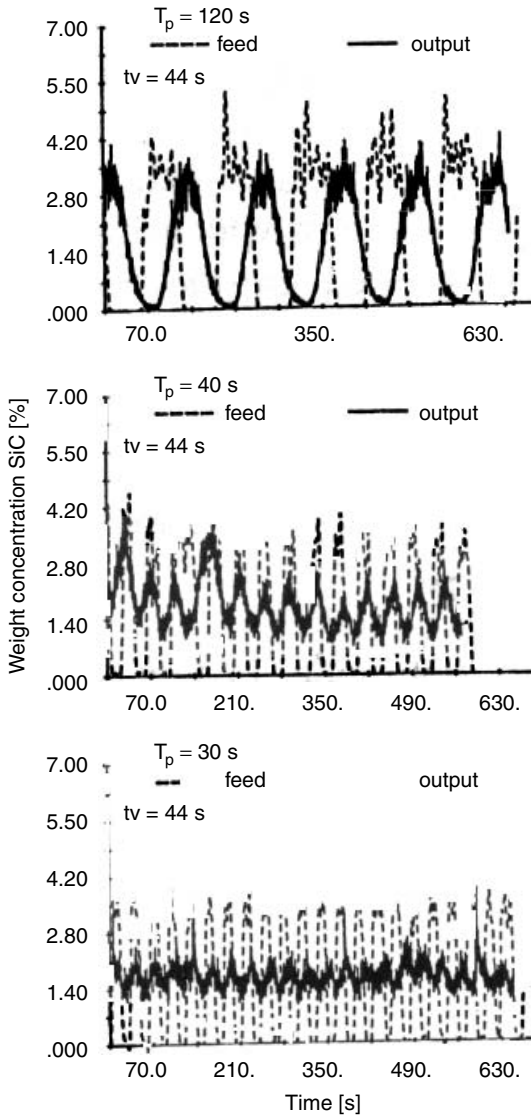 7.00
T_p = 120 s
feed output
5.50
tv = 44 s
4.20
2.80
1.40
.000
70.0 350. 630.
Weight concentration SiC [%]
7.00
T_p = 40 s
feed output
5.50
tv = 44 s
4.20
2.80
1.40
.000
70.0 210. 350. 490. 630.
7.00
T_p = 30 s
feed output
5.50
tv = 44 s
4.20
2.80
1.40
.000
70.0 210. 350. 490. 630.
Time [s]